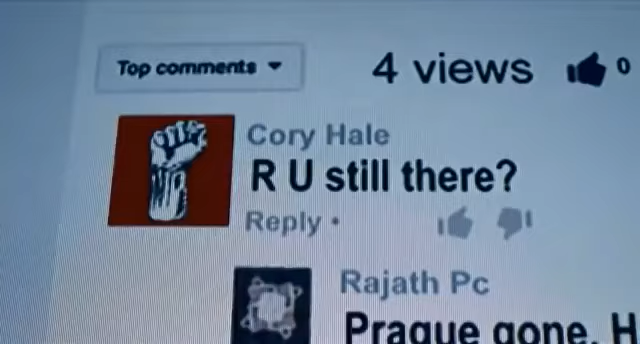 Top comments
4 views
0
Cory Hale
R U still there?
Reply •
Rajath Pc
Prague gone. H